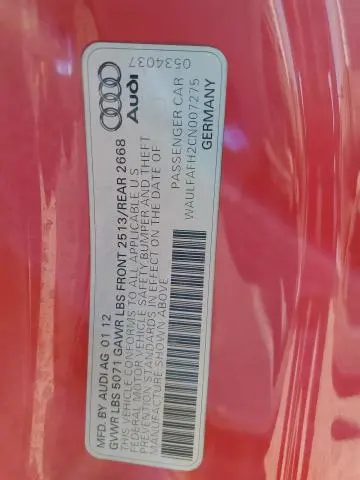 MFD. BY AUDI AG 01 12
GVWR LBS 5071 GAWR LBS FRONT 2513/REAR 2668
THIS VEHICLE CONFORMS TO ALL APPLICABLE U S
FEDERAL MOTOR VEHICLE SAFETY BUMPER AND THEFT
PREVENTION STANDARDS IN EFFECT ON THE DATE OF
MANUFACTURE SHOWN ABOVE
Audi
0534037
PASSENGER CAR
WAULFAFH2CN007275
GERMANY